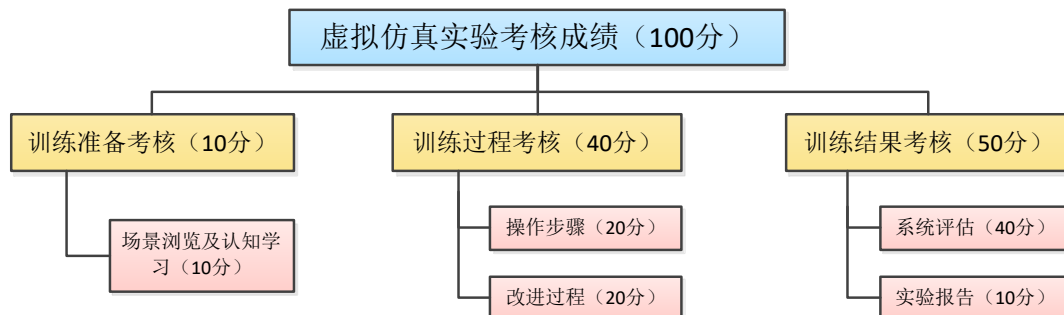 虚拟仿真实验考核成绩（100分）
训练准备考核（10分）
训练过程考核（40分）
训练结果考核（50分）
场景浏览及认知学
习（10分）
操作步骤（20分）
改进过程（20分）
系统评估（40分）
实验报告（10分）